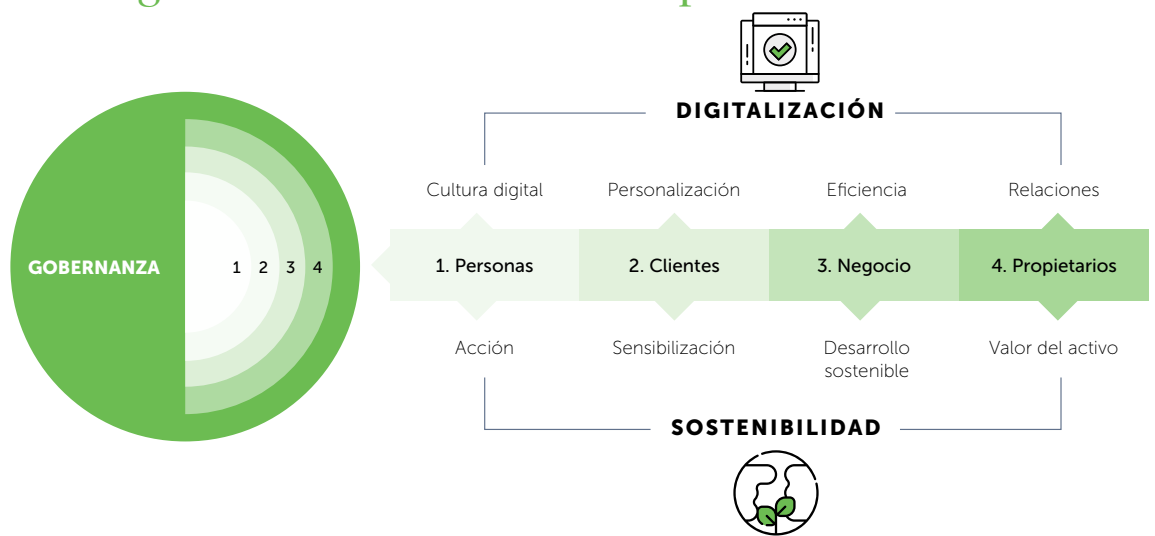 DIGITALIZACIÓN
Cultura digital
Personalización
Eficiencia
Relaciones
GOBERNANZA
1 2 3 4
1. Personas
2. Clientes
3. Negocio
4. Propietarios
Acción
Sensibilización
Desarrollo
sostenible
Valor del activo
SOSTENIBILIDAD